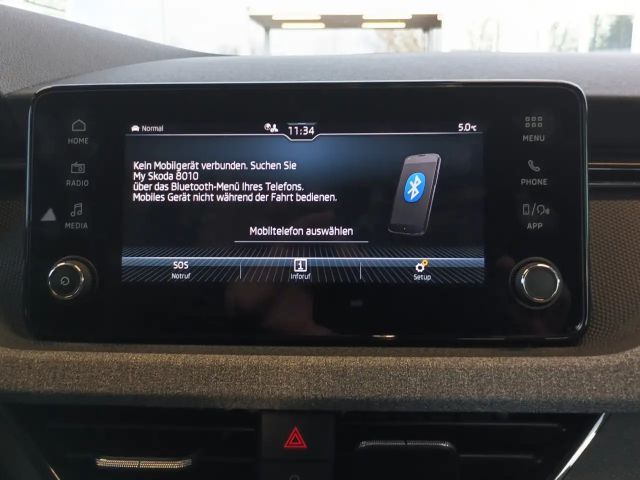 Normal
11:34
5.0°C
HOME
RADIO
MEDIA
MENU
PHONE
APP
Kein Mobilgerät verbunden. Suchen Sie
My Skoda 8010
über das Bluetooth-Menü Ihres Telefons.
Mobiles Gerät nicht während der Fahrt bedienen.
Mobiltelefon auswählen
SOS
Notruf
Inforuf
Setup